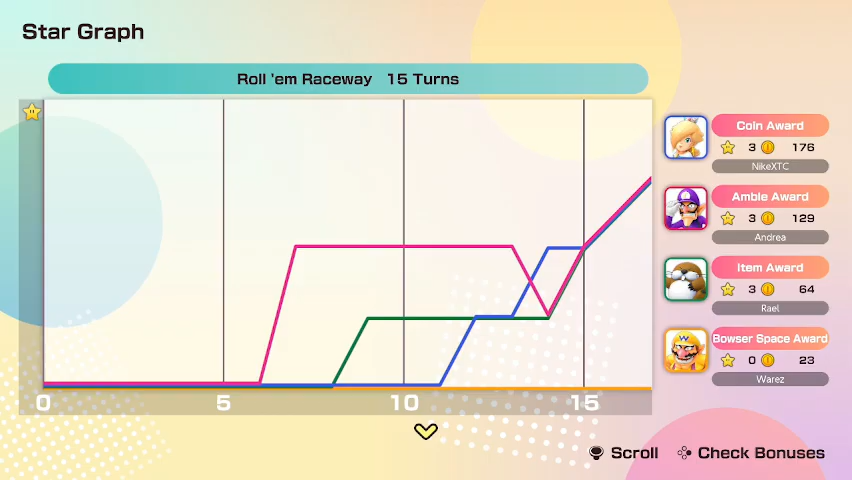 Star Graph
Roll 'em Raceway 15 Turns
Coin Award
3 176
NikeXTC
Amble Award
3 129
Andrea
Item Award
3 64
Rael
Bowser Space Award
0 23
Warez
0 5 10 15
Scroll Check Bonuses